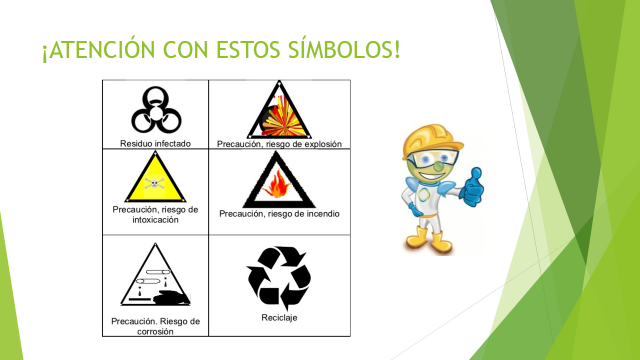 ¡ATENCIÓN CON ESTOS SÍMBOLOS!
Residuo infectado
Precaución, riesgo de explosión
Precaución, riesgo de
intoxicación
Precaución, riesgo de incendio
Precaución. Riesgo de
corrosión
Reciclaje